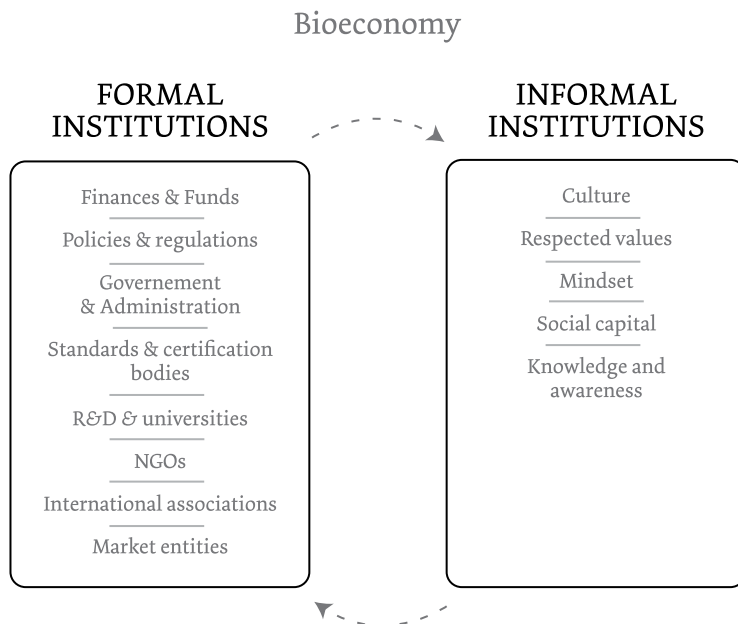 Bioeconomy
FORMAL
INSTITUTIONS
Finances & Funds
Policies & regulations
Governement
& Administration
Standards & certification
bodies
R&D & universities
NGOs
International associations
Market entities
INFORMAL
INSTITUTIONS
Culture
Respected values
Mindset
Social capital
Knowledge and
awareness